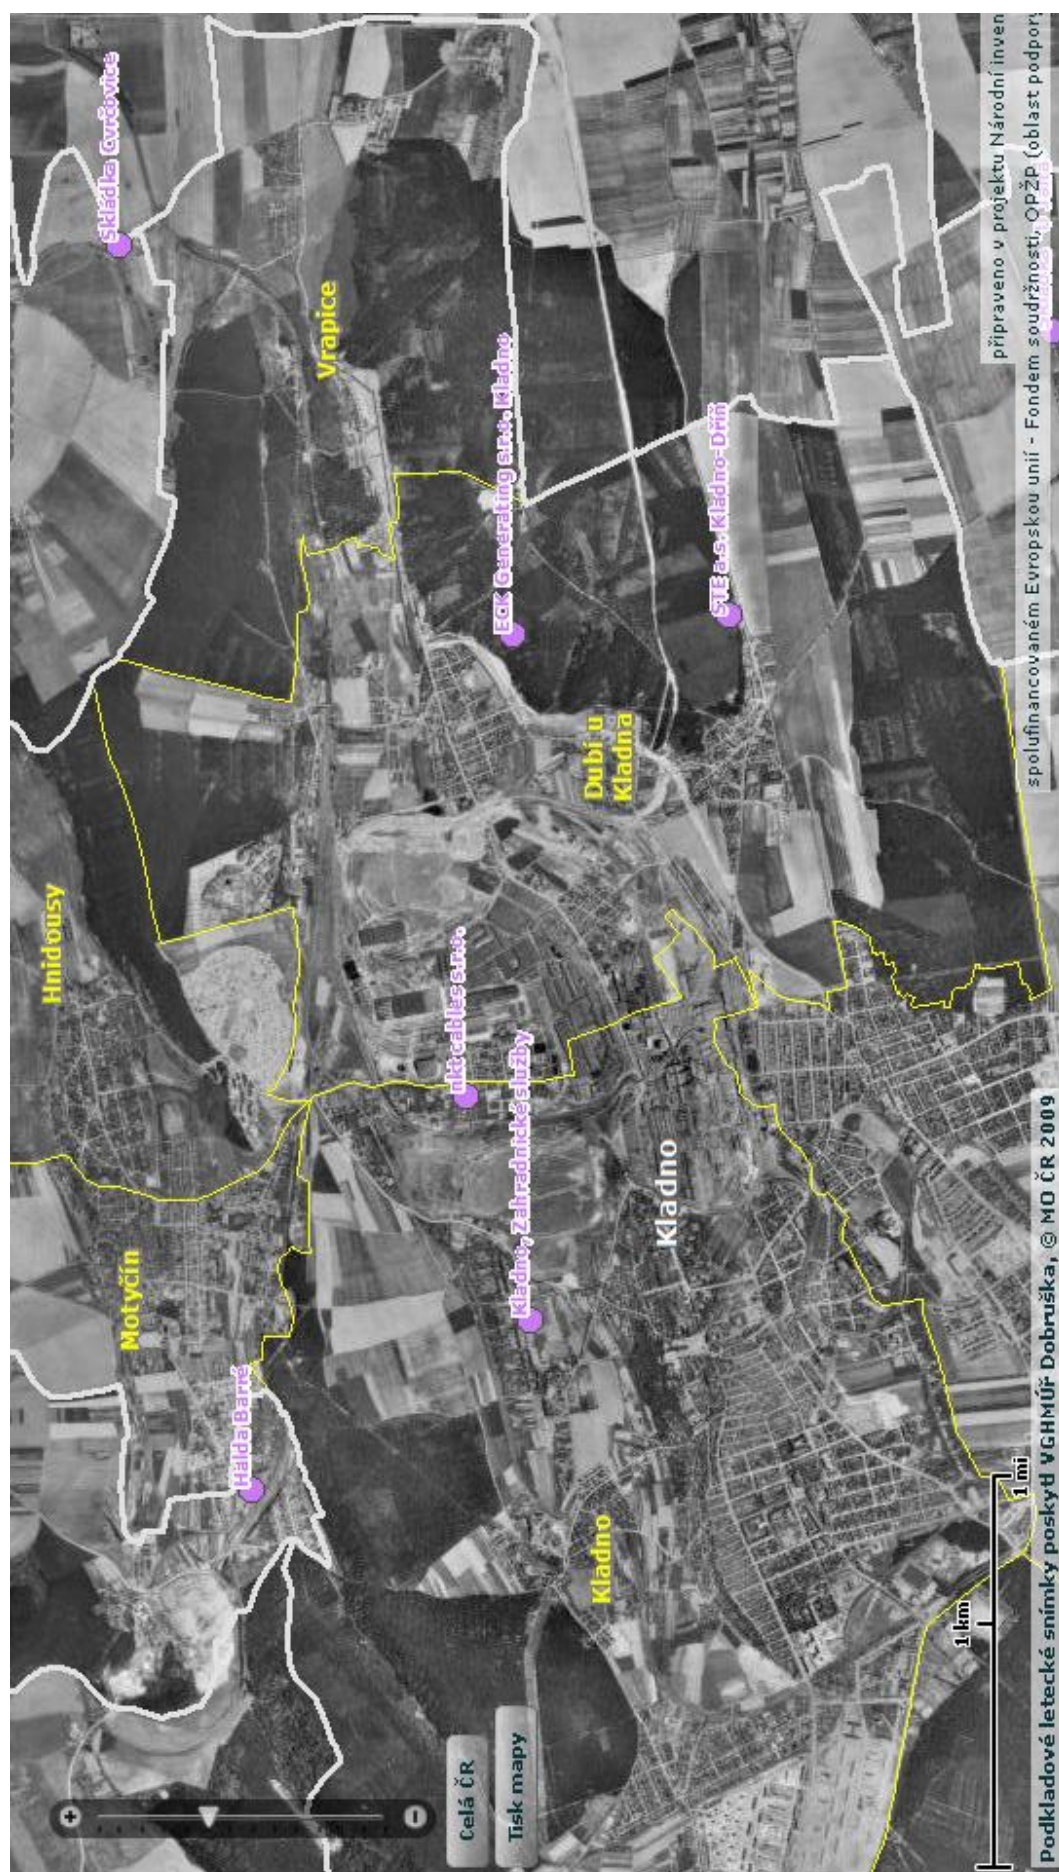 Skládka Cvrčovice
Hnidousy
Motyčín
Halda Barré
Vrapice
ECK Generating s.r.o. Kladno
nkt cables s.r.o.
Kladno, Zahradnické služby
Dubí u
Kladna
STE a.s. Kladno-Dříň
Kladno
Kladno
Celá ČR
Tisk mapy
1 km
1 mi
připraveno v projektu Národní inven
spolufinancovaném Evropskou unií - Fondem soudržnosti, OPŽP (oblast podpory
Podkladové letecké snímky poskytl VGHMÚŘ Dobruška, © MO ČR 2009